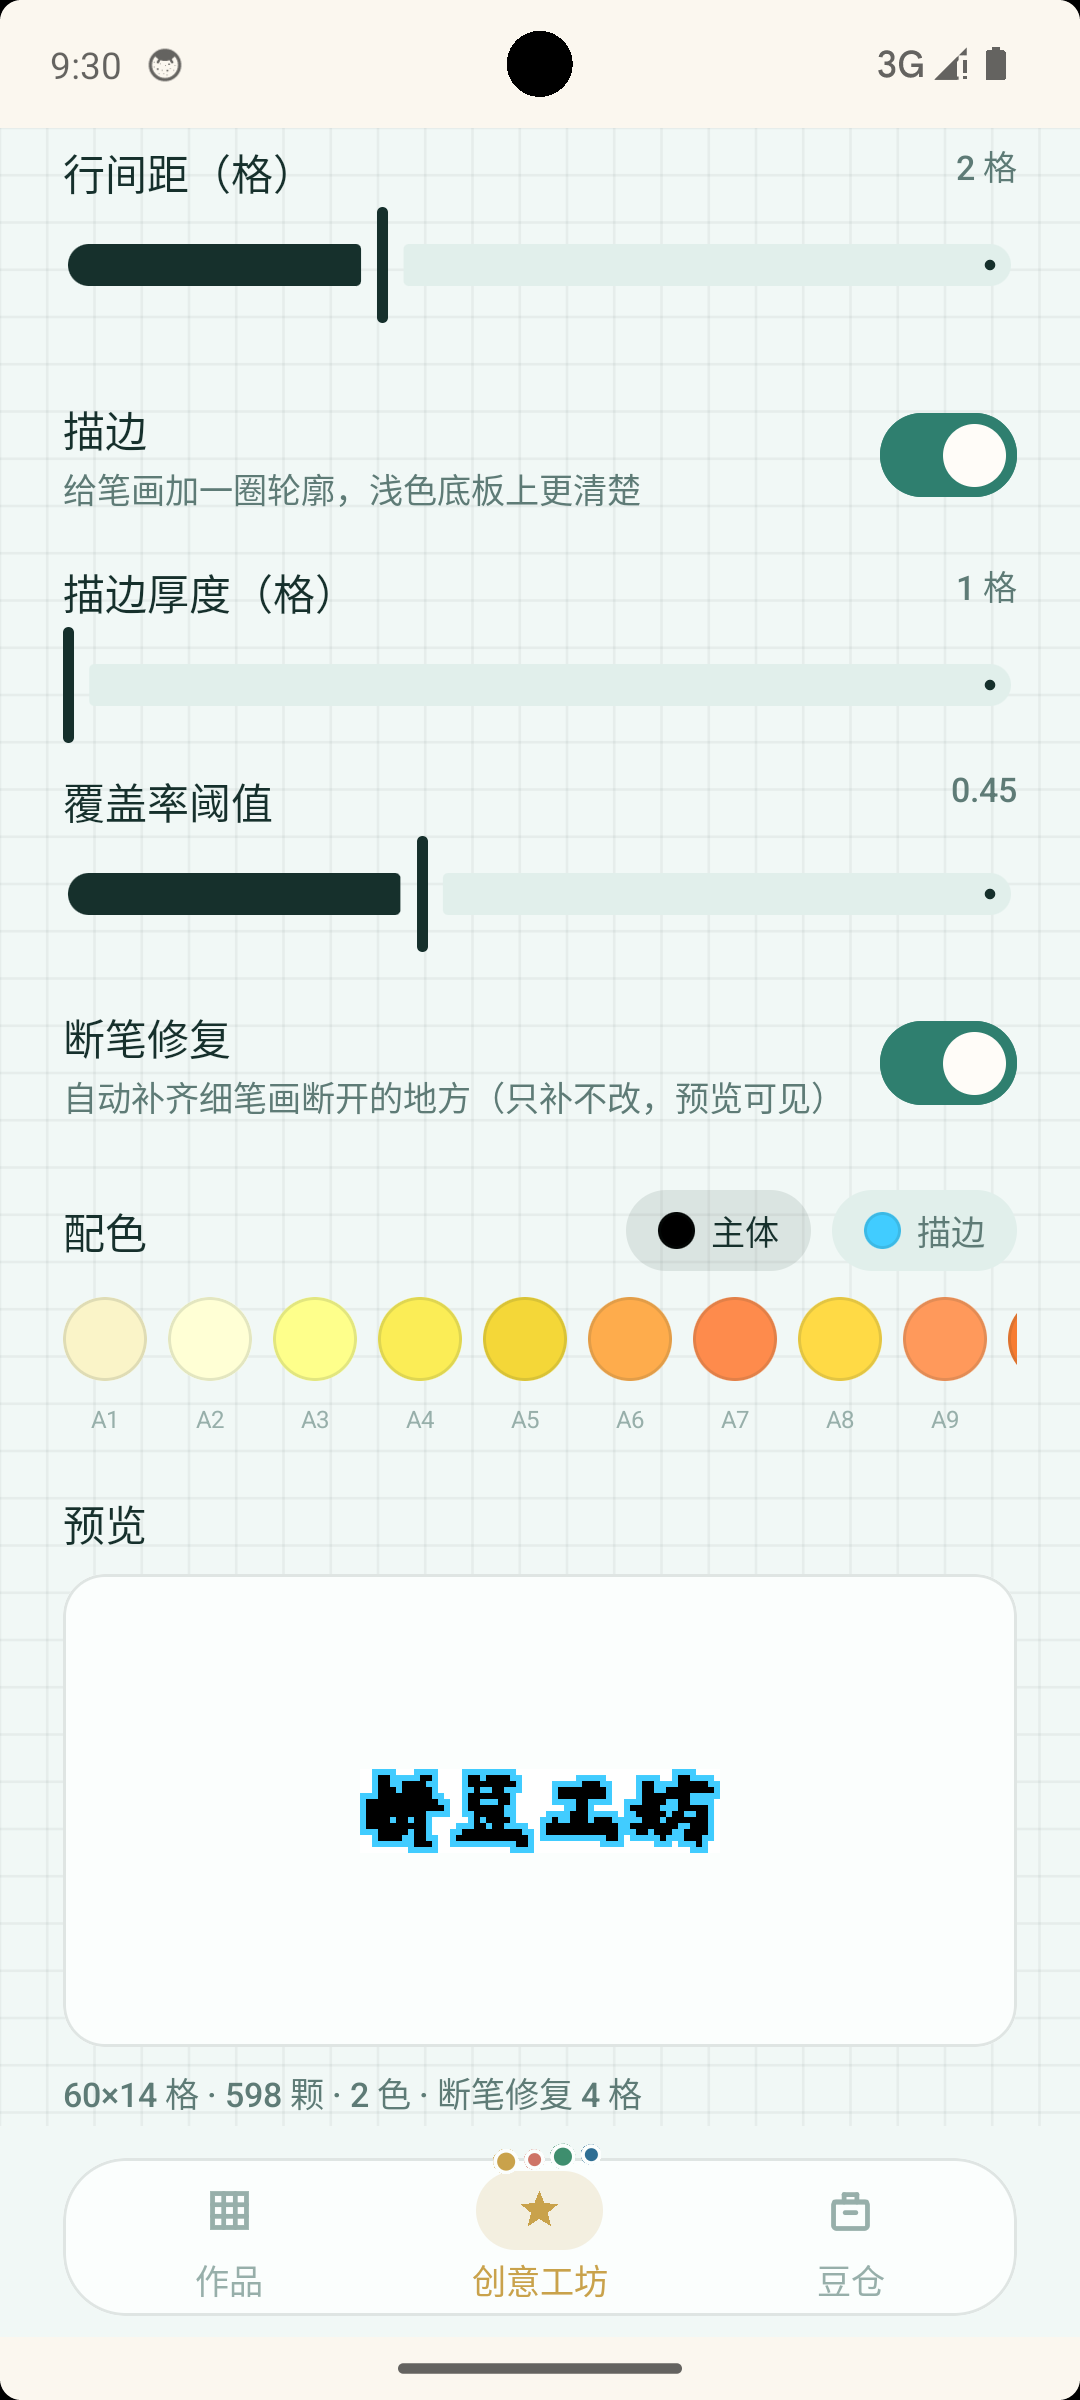 9:30
3G
行间距（格）
2 格
描边
给笔画加一圈轮廓，浅色底板上更清楚
描边厚度（格）
1 格
覆盖率阈值
0.45
断笔修复
自动补齐细笔画断开的地方（只补不改，预览可见）
配色
主体
描边
A1 A2 A3 A4 A5 A6 A7 A8 A9
预览
拼豆工坊
60×14 格 · 598 颗 · 2 色 · 断笔修复 4 格
作品
创意工坊
豆仓